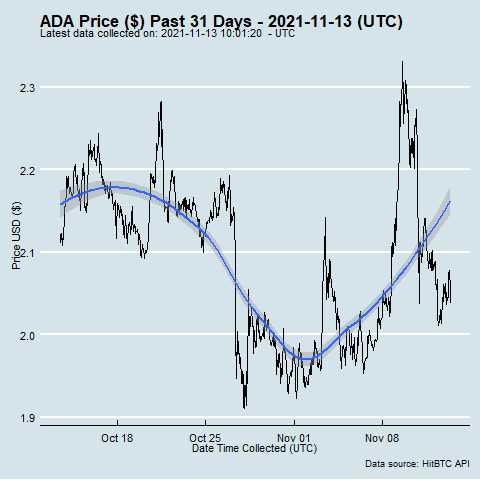 ADA Price ($) Past 31 Days - 2021-11-13 (UTC)
Latest data collected on: 2021-11-13 10:01:20  - UTC
2.3
2.2
2.1
2.0
1.9
Price USD ($)
Oct 18 Oct 25 Nov 01 Nov 08
Date Time Collected (UTC)
Data source: HitBTC API